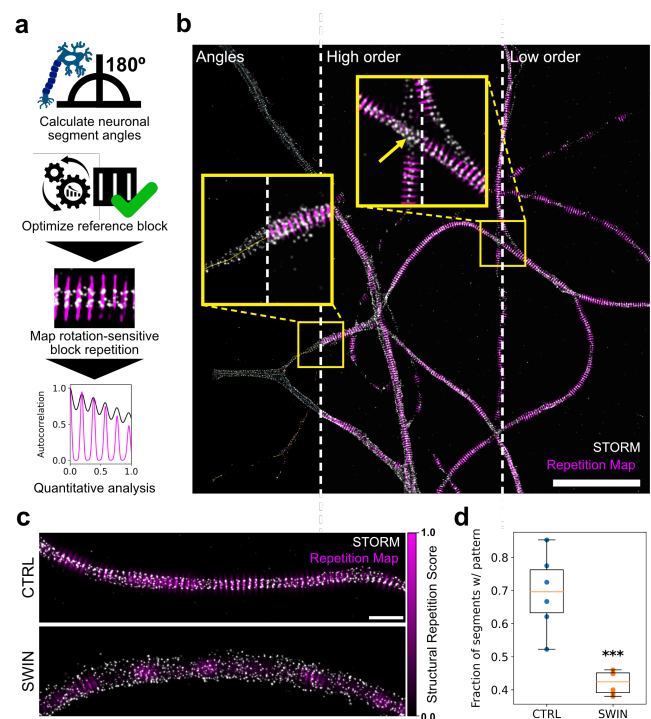 a
180º
Calculate neuronal
segment angles
Optimize reference block
Map rotation-sensitive
block repetition
Autocorrelation
1.0
0.5
0.0
0.0 0.5 1.0
Quantitative analysis
b
Angles
High order
Low order
STORM
Repetition Map
c
CTRL
STORM
Repetition Map
SWIN
1.0
Structural Repetition Score
0.0
d
Fraction of segments w/ pattern
0.8
0.7
0.6
0.5
0.4
***
CTRL SWIN